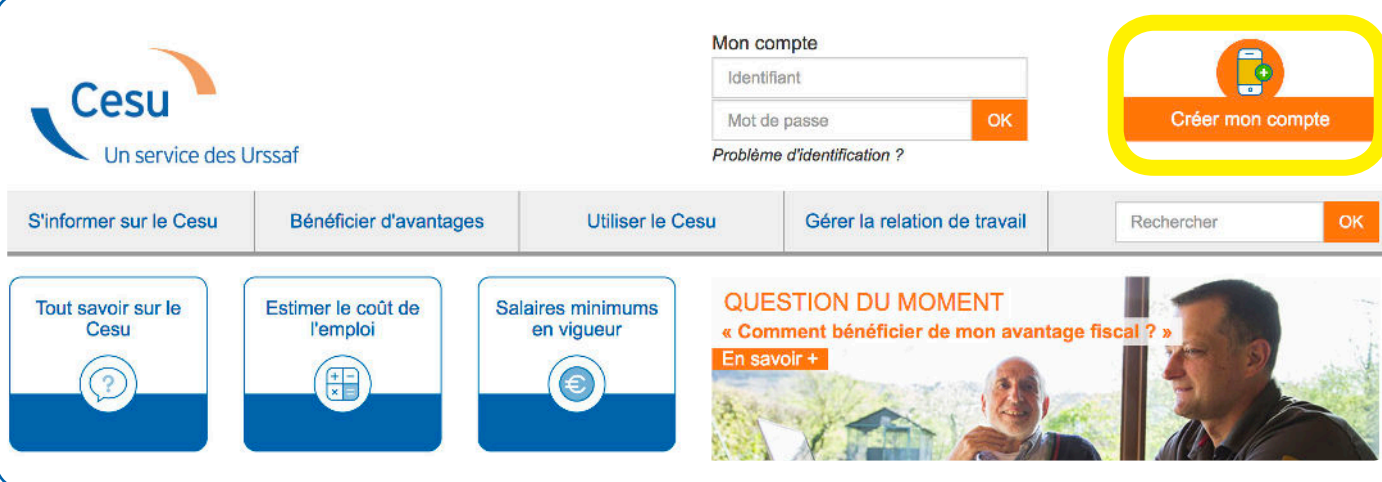 Cesu
Un service des Urssaf
Mon compte
Identifiant
Mot de passe
OK
Problème d'identification ?
Créer mon compte
S'informer sur le Cesu
Bénéficier d'avantages
Utiliser le Cesu
Gérer la relation de travail
Rechercher
OK
Tout savoir sur le
Cesu
Estimer le coût de
l'emploi
Salaires minimums
en vigueur
QUESTION DU MOMENT
« Comment bénéficier de mon avantage fiscal ? »
En savoir +